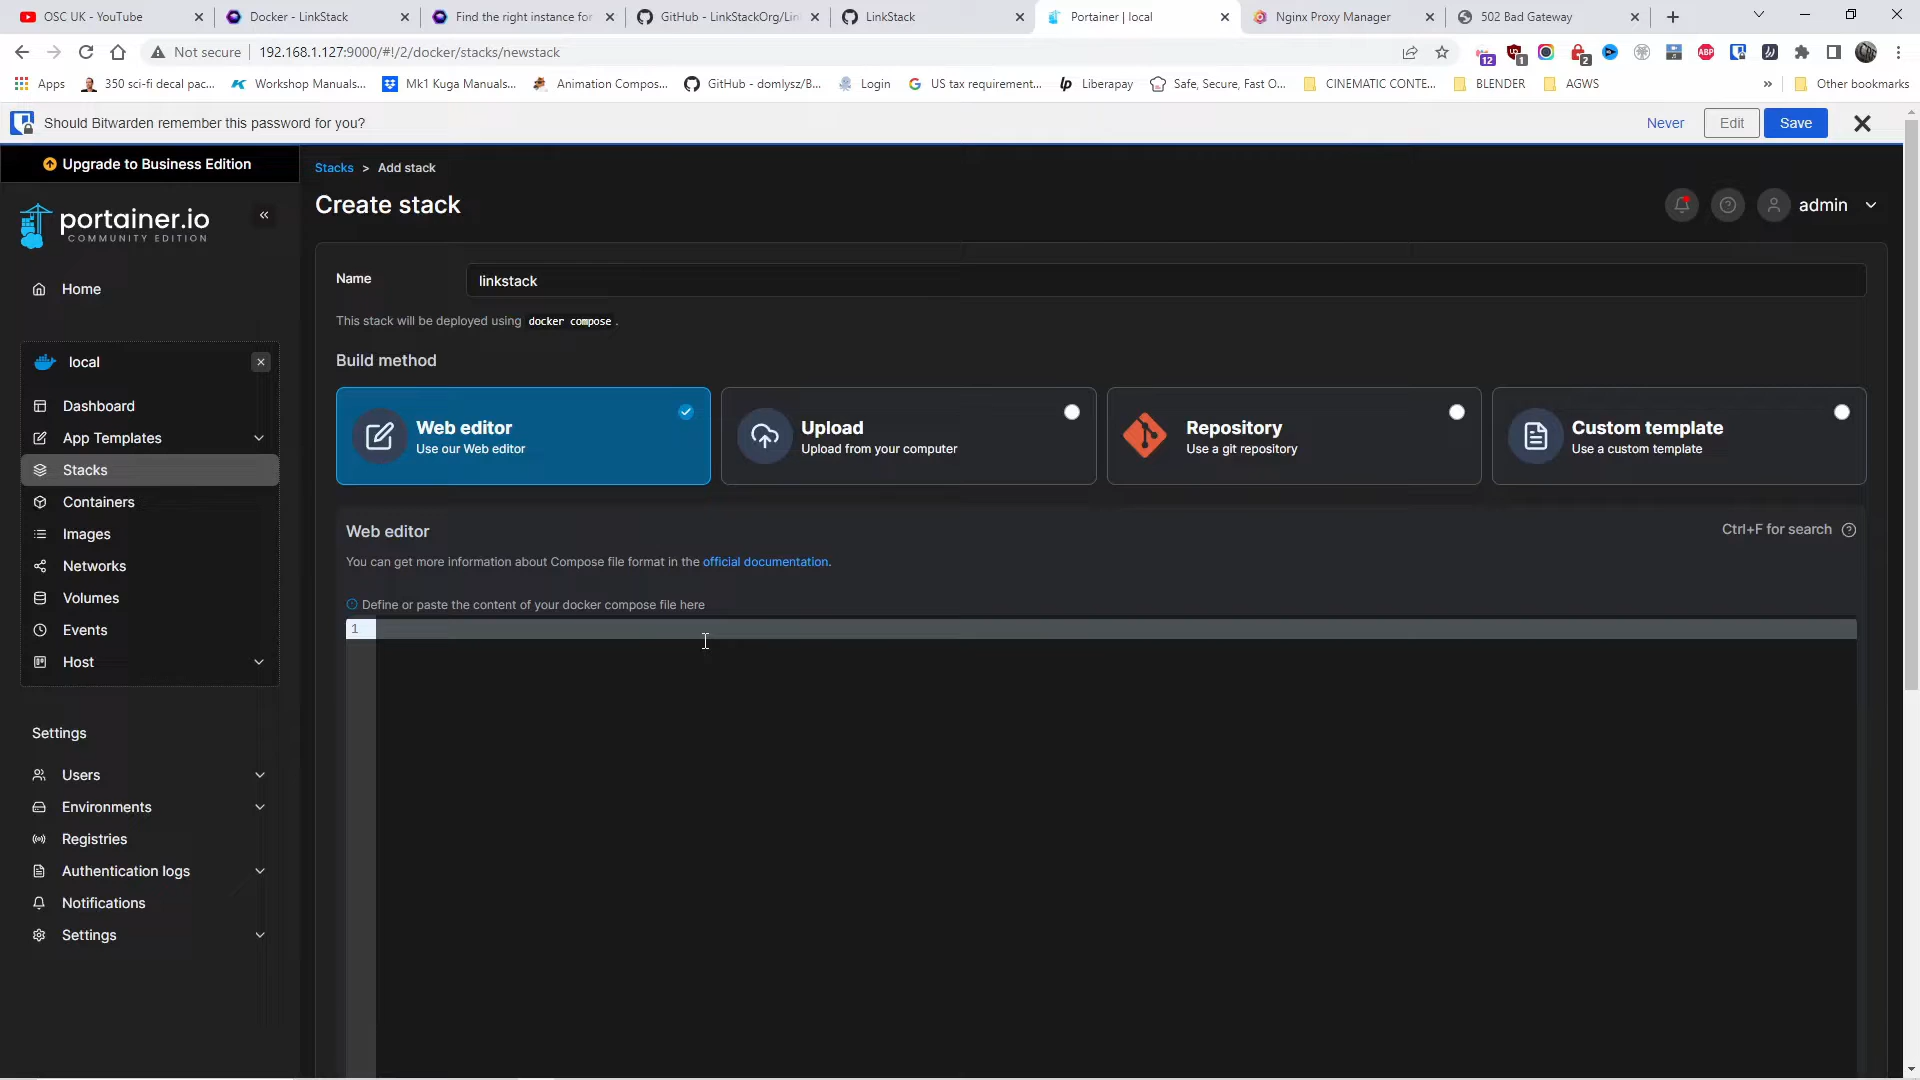 OSC UK - YouTube
Docker - LinkStack
Find the right instance for
GitHub - LinkStackOrg/Lin
LinkStack
Portainer | local
Nginx Proxy Manager
502 Bad Gateway
Not secure
192.168.1.127:9000/#!/2/docker/stacks/newstack
12
1
2
ABP
Apps
350 sci-fi decal pac...
Workshop Manuals...
Mk1 Kuga Manuals...
Animation Compos...
GitHub - domlysz/B...
Login
US tax requirement...
Liberapay
Safe, Secure, Fast O...
CINEMATIC CONTE...
BLENDER
AGWS
»
Other bookmarks
Should Bitwarden remember this password for you?
Never
Edit
Save
Upgrade to Business Edition
portainer.io
COMMUNITY EDITION
«
Home
local
Dashboard
App Templates
Stacks
Containers
Images
Networks
Volumes
Events
Host
Settings
Users
Environments
Registries
Authentication logs
Notifications
Settings
Stacks > Add stack
Create stack
admin
Name
linkstack
This stack will be deployed using docker compose.
Build method
Web editor
Use our Web editor
Upload
Upload from your computer
Repository
Use a git repository
Custom template
Use a custom template
Web editor
Ctrl+F for search
You can get more information about Compose file format in the official documentation.
Define or paste the content of your docker compose file here
1